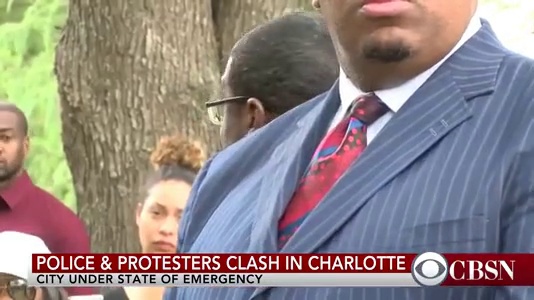 POLICE & PROTESTERS CLASH IN CHARLOTTE
CITY UNDER STATE OF EMERGENCY
CBSN